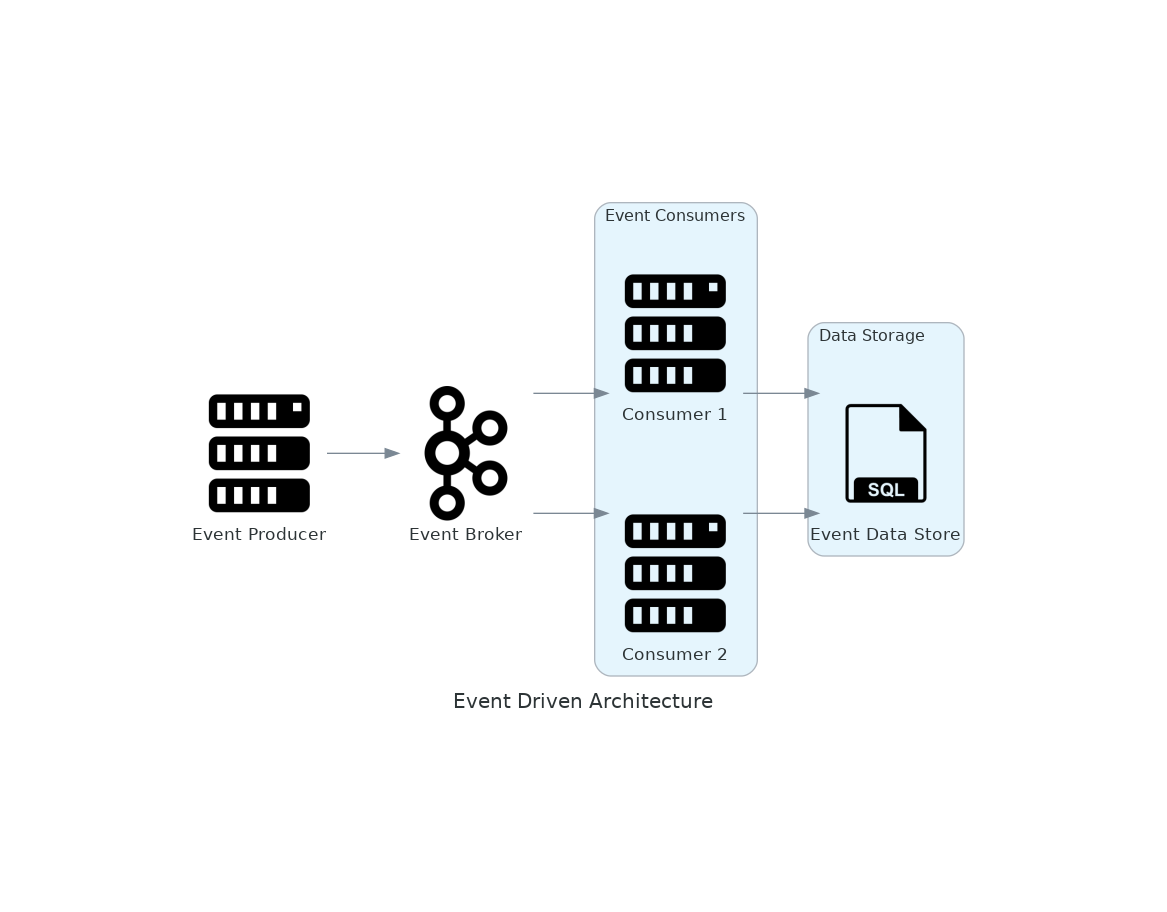 Event Consumers
Consumer 1
Data Storage
SQL
Event Producer
Event Broker
Event Data Store
Consumer 2
Event Driven Architecture